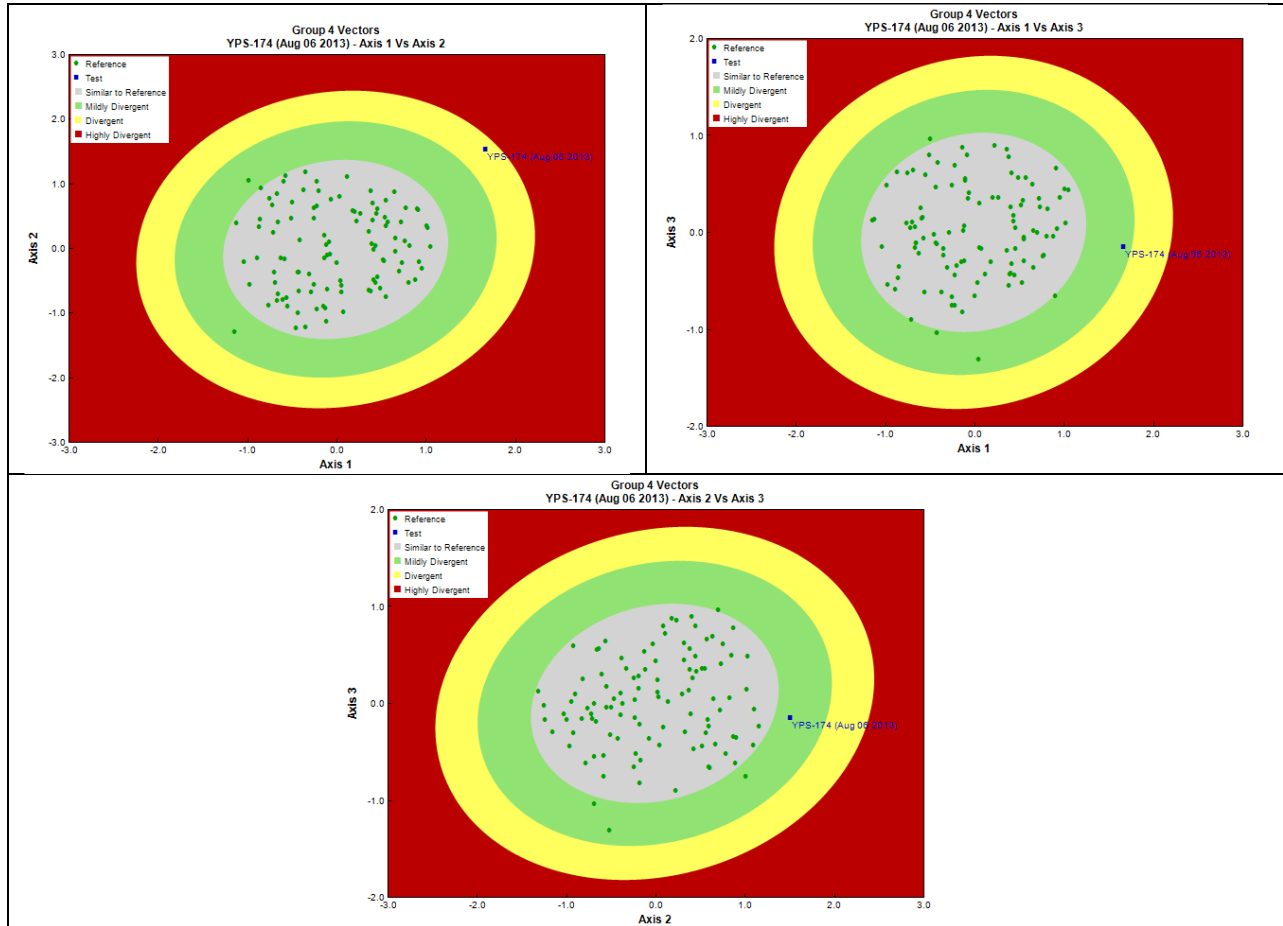 Group 4 Vectors
YPS-174 (Aug 06 2013) - Axis 1 Vs Axis 2
3.0
2.0
1.0
0.0
-1.0
-2.0
-3.0
Axis 2
Reference
Test
Similar to Reference
Mildly Divergent
Divergent
Highly Divergent
YPS-174 (Aug 06 2013)
-3.0 -2.0 -1.0 0.0 1.0 2.0 3.0
Axis 1
Group 4 Vectors
YPS-174 (Aug 06 2013) - Axis 1 Vs Axis 3
2.0
1.0
0.0
-1.0
-2.0
Axis 3
Reference
Test
Similar to Reference
Mildly Divergent
Divergent
Highly Divergent
YPS-174 (Aug 06 2013)
-3.0 -2.0 -1.0 0.0 1.0 2.0 3.0
Axis 1
Group 4 Vectors
YPS-174 (Aug 06 2013) - Axis 2 Vs Axis 3
2.0
1.0
0.0
-1.0
-2.0
Axis 3
Reference
Test
Similar to Reference
Mildly Divergent
Divergent
Highly Divergent
YPS-174 (Aug 06 2013)
-3.0 -2.0 -1.0 0.0 1.0 2.0 3.0
Axis 2